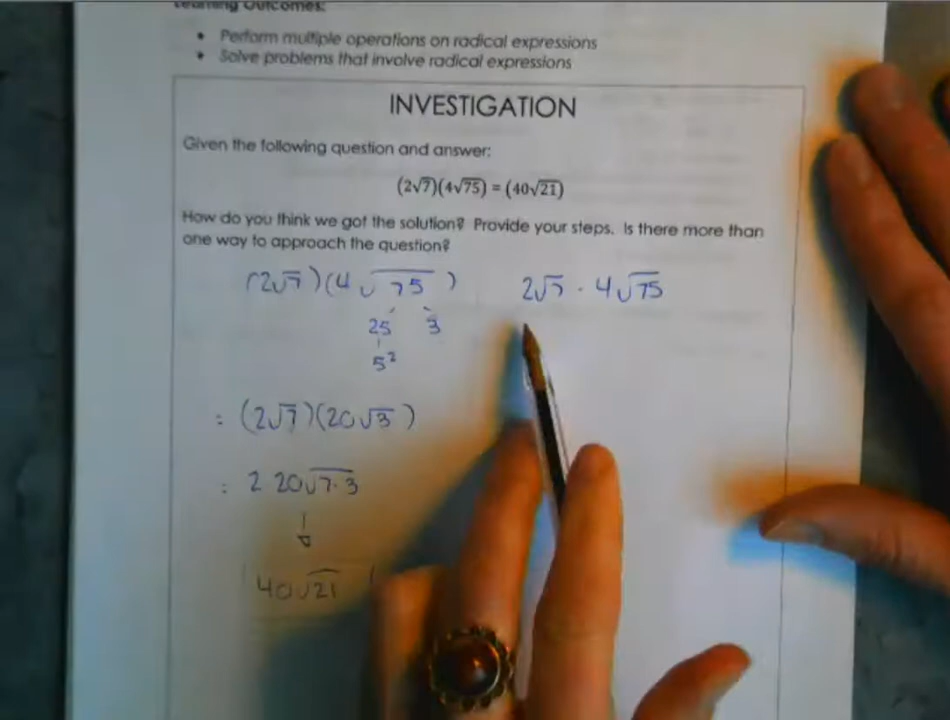 Learning Outcomes:
• Perform multiple operations on radical expressions
• Solve problems that involve radical expressions
INVESTIGATION
Given the following question and answer:
(2√7)(4√75) = (40√21)
How do you think we got the solution? Provide your steps. Is there more than
one way to approach the question?
(2√7)(4√75)
25 3
5²
= (2√7)(20√3)
= 2 20√7·3
40√21
2√7 · 4√75